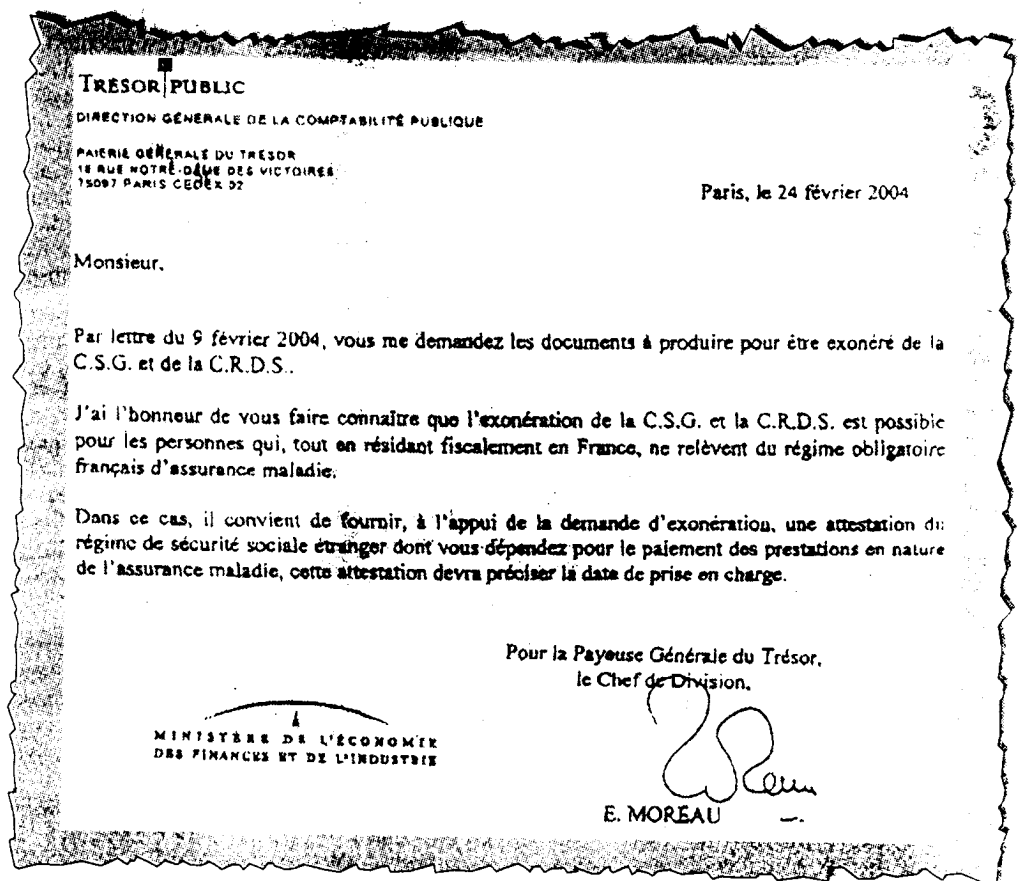 TRÉSOR PUBLIC
DIRECTION GÉNÉRALE DE LA COMPTABILITÉ PUBLIQUE
PAIERIE GÉNÉRALE DU TRÉSOR
16 RUE NOTRE-DAME DES VICTOIRES
75097 PARIS CEDEX 02
Paris, le 24 février 2004
Monsieur,
Par lettre du 9 février 2004, vous me demandez les documents à produire pour être exonéré de la
C.S.G. et de la C.R.D.S..
J'ai l'honneur de vous faire connaître que l'exonération de la C.S.G. et la C.R.D.S. est possible
pour les personnes qui, tout en résidant fiscalement en France, ne relèvent du régime obligatoire
français d'assurance maladie.
Dans ce cas, il convient de fournir, à l'appui de la demande d'exonération, une attestation du
régime de sécurité sociale étranger dont vous dépendez pour le paiement des prestations en nature
de l'assurance maladie, cette attestation devra préciser la date de prise en charge.
Pour la Payeuse Générale du Trésor,
le Chef de Division,
MINISTÈRE DE L'ÉCONOMIE
DES FINANCES ET DE L'INDUSTRIE
E. MOREAU